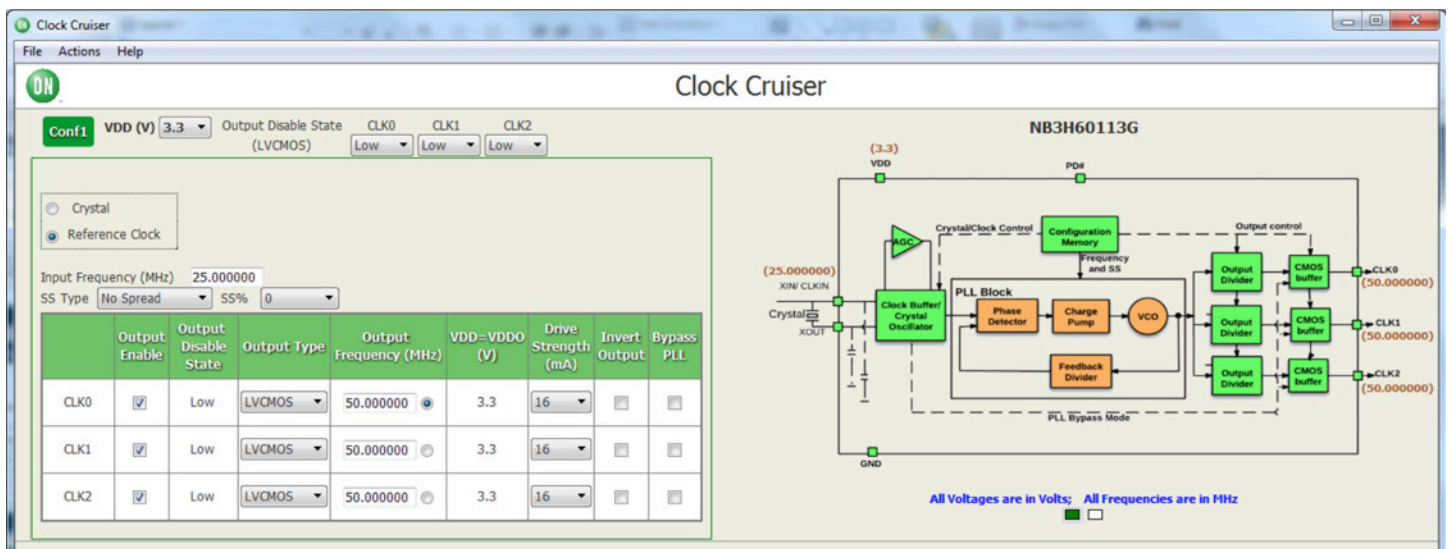 Clock Cruiser
File Actions Help
ON
Clock Cruiser
Conf1 VDD (V) 3.3 Output Disable State (LVCMOS) CLK0 CLK1 CLK2
Low Low Low
Crystal
Reference Clock
Input Frequency (MHz) 25.000000
SS Type No Spread SS% 0
Output Enable Output Disable State Output Type Output Frequency (MHz) VDD=VDDO (V) Drive Strength (mA) Invert Output Bypass PLL
CLK0 Low LVCMOS 50.000000 3.3 16
CLK1 Low LVCMOS 50.000000 3.3 16
CLK2 Low LVCMOS 50.000000 3.3 16
NB3H60113G
(3.3)
VDD
PD#
Crystal/Clock Control
Configuration
Memory
Output control
AGC
Frequency
and SS
(25.000000)
XIN/ CLKIN
Crystal
XOUT
Clock Buffer/
Crystal
Oscillator
PLL Block
Phase
Detector
Charge
Pump
VCO
Feedback
Divider
Output
Divider
CMOS
buffer
CLK0
(50.000000)
Output
Divider
CMOS
buffer
CLK1
(50.000000)
Output
Divider
CMOS
buffer
CLK2
(50.000000)
PLL Bypass Mode
GND
All Voltages are in Volts; All Frequencies are in MHz